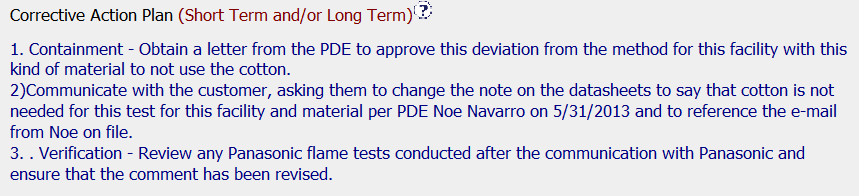 Corrective Action Plan (Short Term and/or Long Term) ?
1. Containment - Obtain a letter from the PDE to approve this deviation from the method for this facility with this
kind of material to not use the cotton.
2)Communicate with the customer, asking them to change the note on the datasheets to say that cotton is not
needed for this test for this facility and material per PDE Noe Navarro on 5/31/2013 and to reference the e-mail
from Noe on file.
3. . Verification - Review any Panasonic flame tests conducted after the communication with Panasonic and
ensure that the comment has been revised.